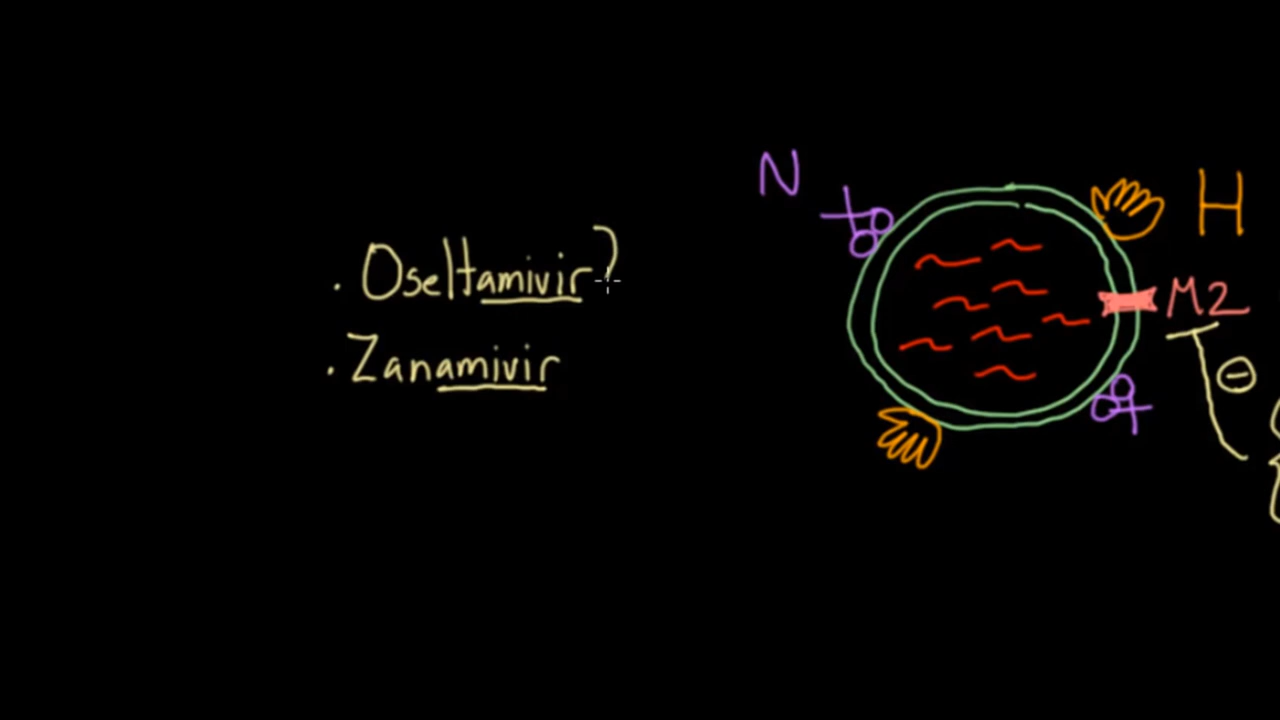 N
H
. Oseltamivir
M2
. Zanamivir